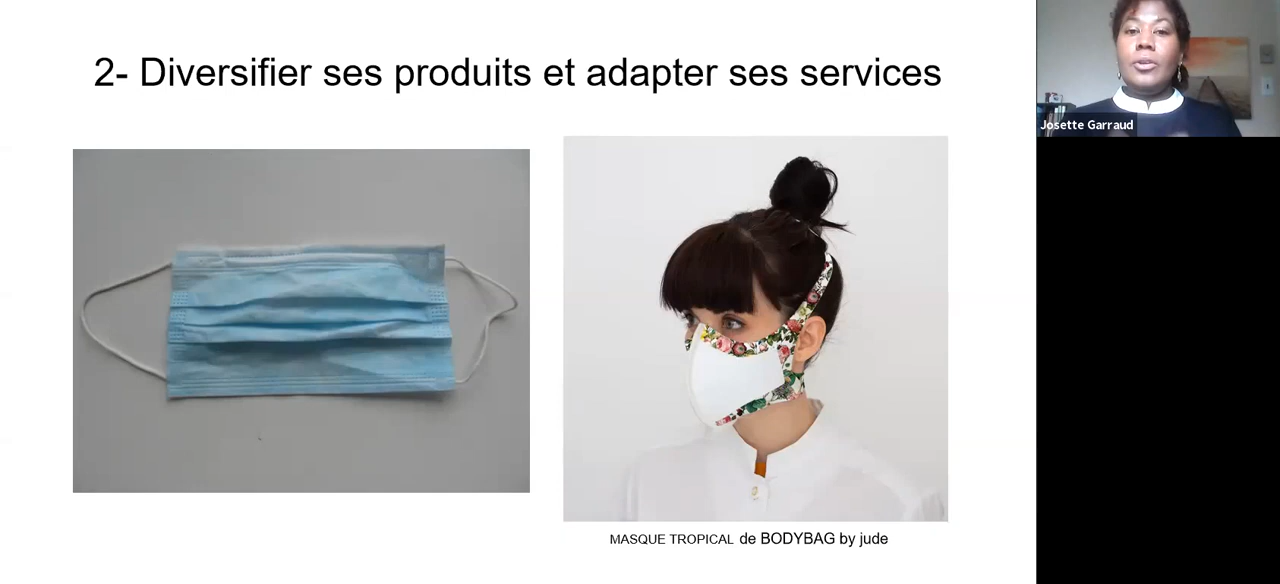 2- Diversifier ses produits et adapter ses services
Josette Garraud
MASQUE TROPICAL de BODYBAG by jude